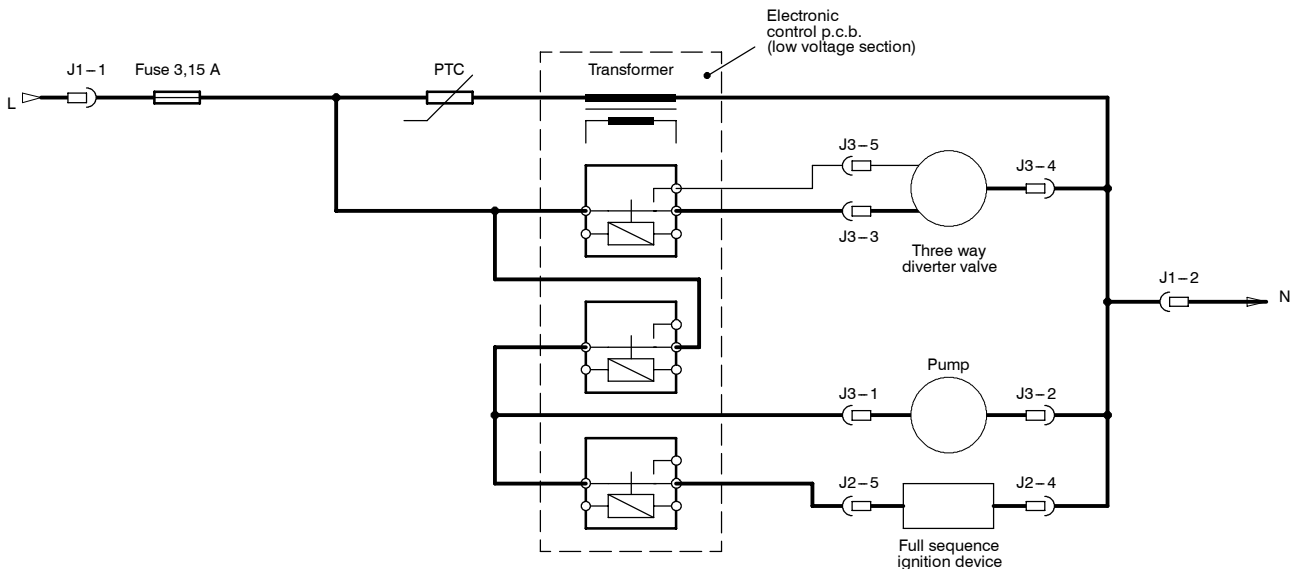 Electronic
control p.c.b.
(low voltage section)
J1-1
Fuse 3,15 A
PTC
Transformer
L
J3-5
J3-4
J3-3
Three way
diverter valve
J1-2
N
Pump
J3-1
J3-2
J2-5
J2-4
Full sequence
ignition device